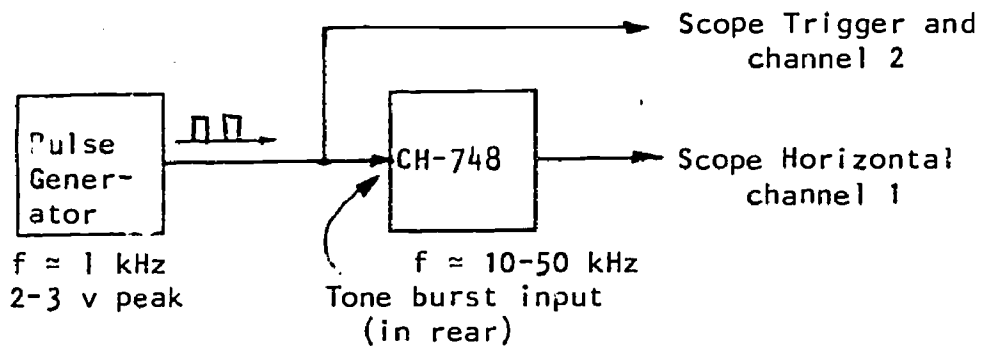 Scope Trigger and
channel 2
Pulse
Gener-
ator
CH-748
Scope Horizontal
channel 1
f ≈ 1 kHz
2-3 v peak
f ≈ 10-50 kHz
Tone burst input
(in rear)